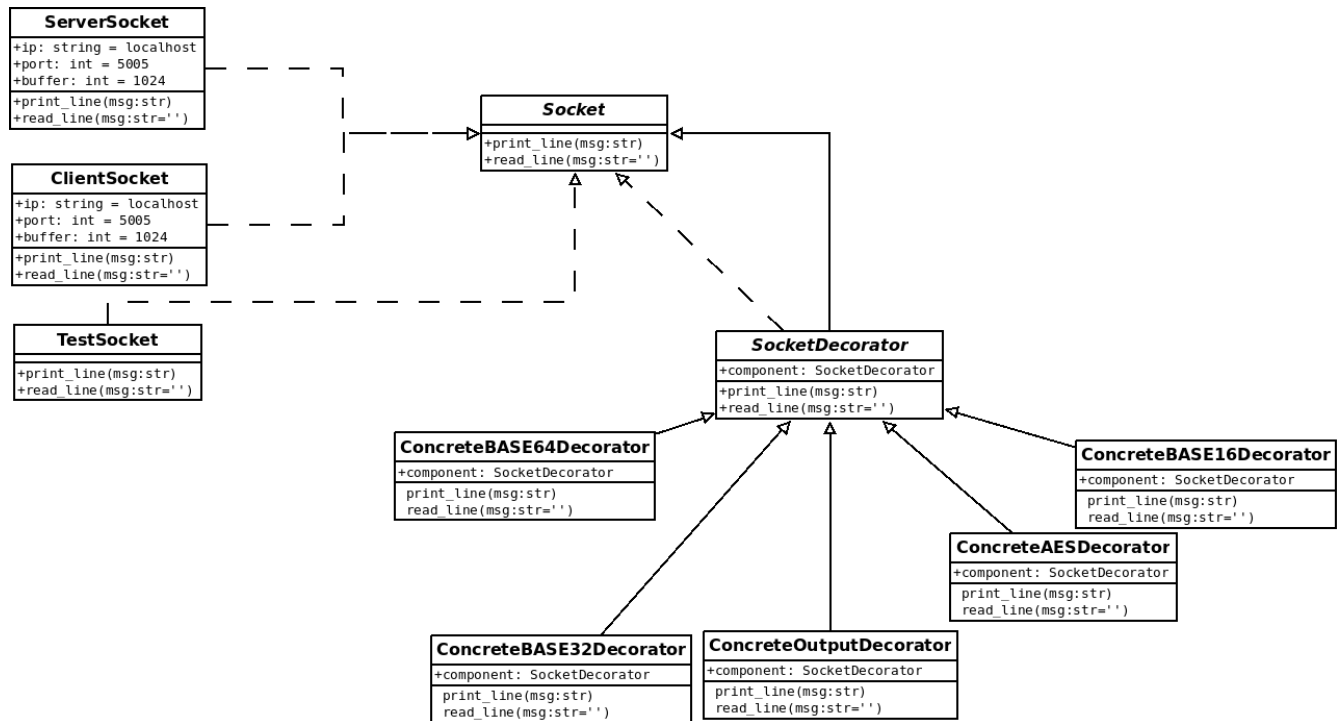 ServerSocket
+ip: string = localhost
+port: int = 5005
+buffer: int = 1024
+print_line(msg:str)
+read_line(msg:str='')
Socket
+print_line(msg:str)
+read_line(msg:str='')
ClientSocket
+ip: string = localhost
+port: int = 5005
+buffer: int = 1024
+print_line(msg:str)
+read_line(msg:str='')
TestSocket
+print_line(msg:str)
+read_line(msg:str='')
SocketDecorator
+component: SocketDecorator
+print_line(msg:str)
+read_line(msg:str='')
ConcreteBASE64Decorator
+component: SocketDecorator
print_line(msg:str)
read_line(msg:str='')
ConcreteBASE16Decorator
+component: SocketDecorator
print_line(msg:str)
read_line(msg:str='')
ConcreteAESDecorator
+component: SocketDecorator
print_line(msg:str)
read_line(msg:str='')
ConcreteBASE32Decorator
+component: SocketDecorator
print_line(msg:str)
read_line(msg:str='')
ConcreteOutputDecorator
+component: SocketDecorator
print_line(msg:str)
read_line(msg:str='')